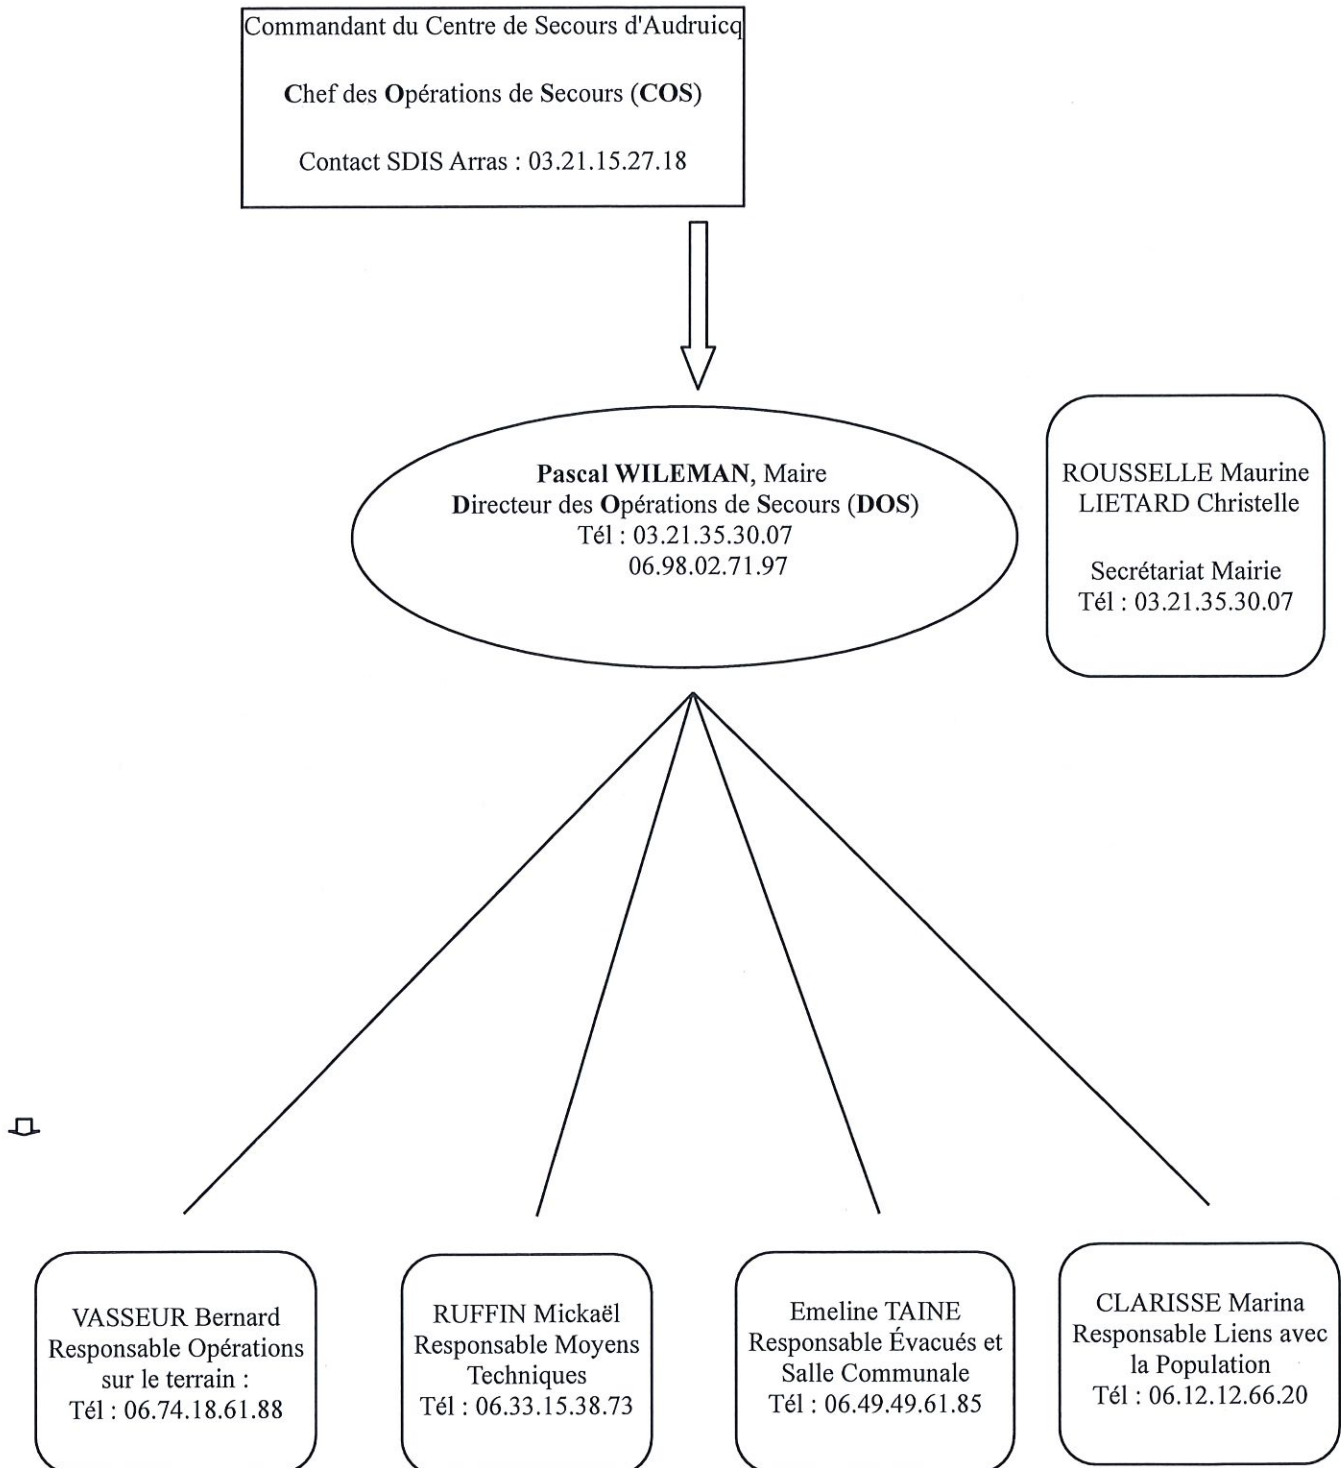 Commandant du Centre de Secours d'Audruicq
Chef des Opérations de Secours (COS)
Contact SDIS Arras : 03.21.15.27.18
Pascal WILEMAN, Maire
Directeur des Opérations de Secours (DOS)
Tél : 03.21.35.30.07
06.98.02.71.97
ROUSSELLE Maurine
LIETARD Christelle
Secrétariat Mairie
Tél : 03.21.35.30.07
VASSEUR Bernard
Responsable Opérations
sur le terrain :
Tél : 06.74.18.61.88
RUFFIN Mickaël
Responsable Moyens
Techniques
Tél : 06.33.15.38.73
Emeline TAINE
Responsable Évacués et
Salle Communale
Tél : 06.49.49.61.85
CLARISSE Marina
Responsable Liens avec
la Population
Tél : 06.12.12.66.20